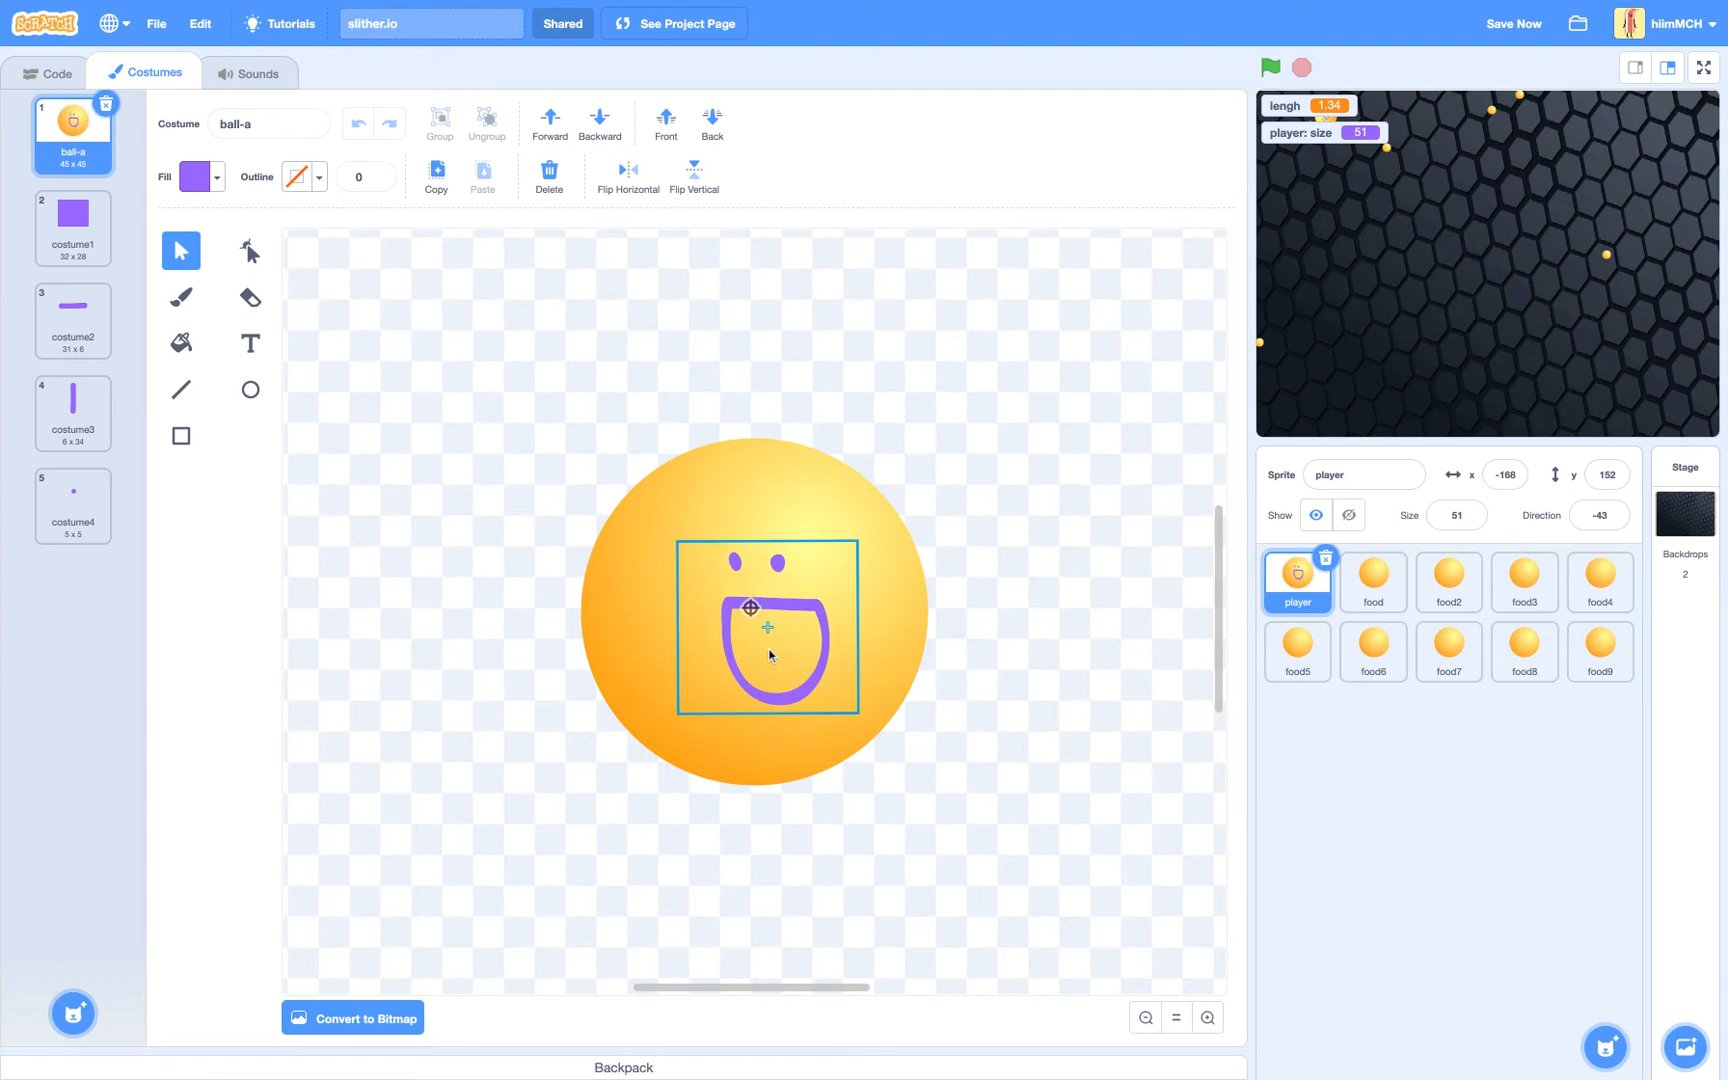 SCRATCH File Edit Tutorials slither.io Shared See Project Page Save Now hiimMCH
Code Costumes Sounds
1
ball-a
45 x 45
2
costume1
32 x 28
3
costume2
31 x 6
4
costume3
6 x 34
5
costume4
5 x 5
Costume ball-a Group Ungroup Forward Backward Front Back
Fill Outline 0 Copy Paste Delete Flip Horizontal Flip Vertical
T
Convert to Bitmap
Backpack
lengh 1.34
player: size 51
Sprite player x -168 y 152
Show Size 51 Direction -43
player food food2 food3 food4
food5 food6 food7 food8 food9
Stage
Backdrops
2